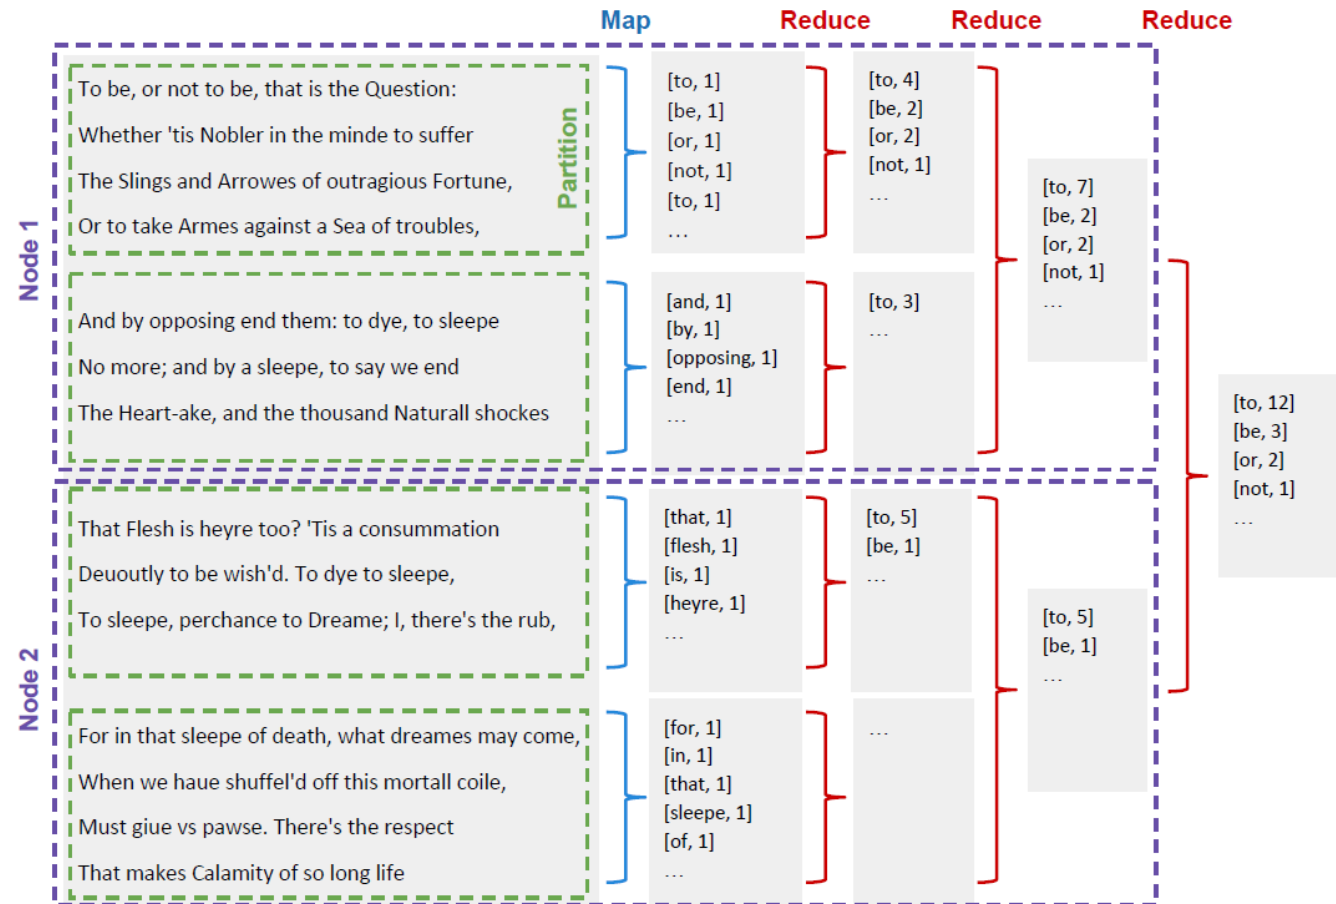 Map Reduce Reduce Reduce
Node 1
Partition
To be, or not to be, that is the Question:
Whether 'tis Nobler in the minde to suffer
The Slings and Arrowes of outragious Fortune,
Or to take Armes against a Sea of troubles,
[to, 1]
[be, 1]
[or, 1]
[not, 1]
[to, 1]
...
[to, 4]
[be, 2]
[or, 2]
[not, 1]
...
And by opposing end them: to dye, to sleepe
No more; and by a sleepe, to say we end
The Heart-ake, and the thousand Naturall shockes
[and, 1]
[by, 1]
[opposing, 1]
[end, 1]
...
[to, 3]
...
[to, 7]
[be, 2]
[or, 2]
[not, 1]
...
Node 2
That Flesh is heyre too? 'Tis a consummation
Deuoutly to be wish'd. To dye to sleepe,
To sleepe, perchance to Dreame; I, there's the rub,
[that, 1]
[flesh, 1]
[is, 1]
[heyre, 1]
...
[to, 5]
[be, 1]
...
For in that sleepe of death, what dreames may come,
When we haue shuffel'd off this mortall coile,
Must giue vs pawse. There's the respect
That makes Calamity of so long life
[for, 1]
[in, 1]
[that, 1]
[sleepe, 1]
[of, 1]
...
...
[to, 5]
[be, 1]
...
[to, 12]
[be, 3]
[or, 2]
[not, 1]
...